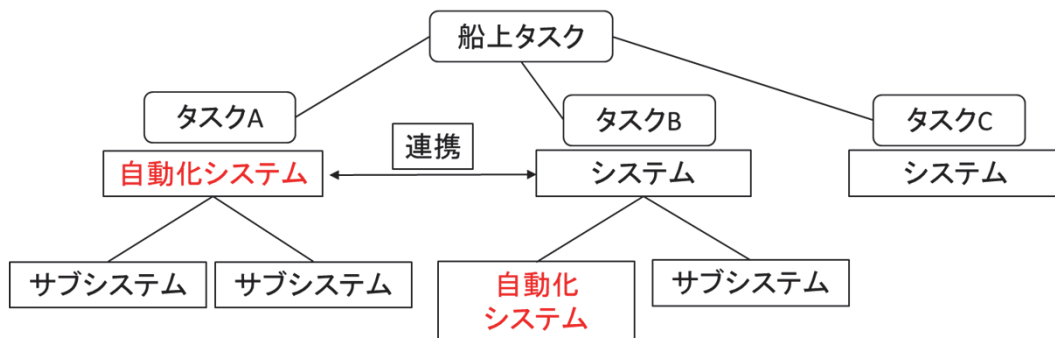 船上タスク
タスクA
タスクB
タスクC
連携
自動化システム
システム
システム
サブシステム
サブシステム
自動化
システム
サブシステム